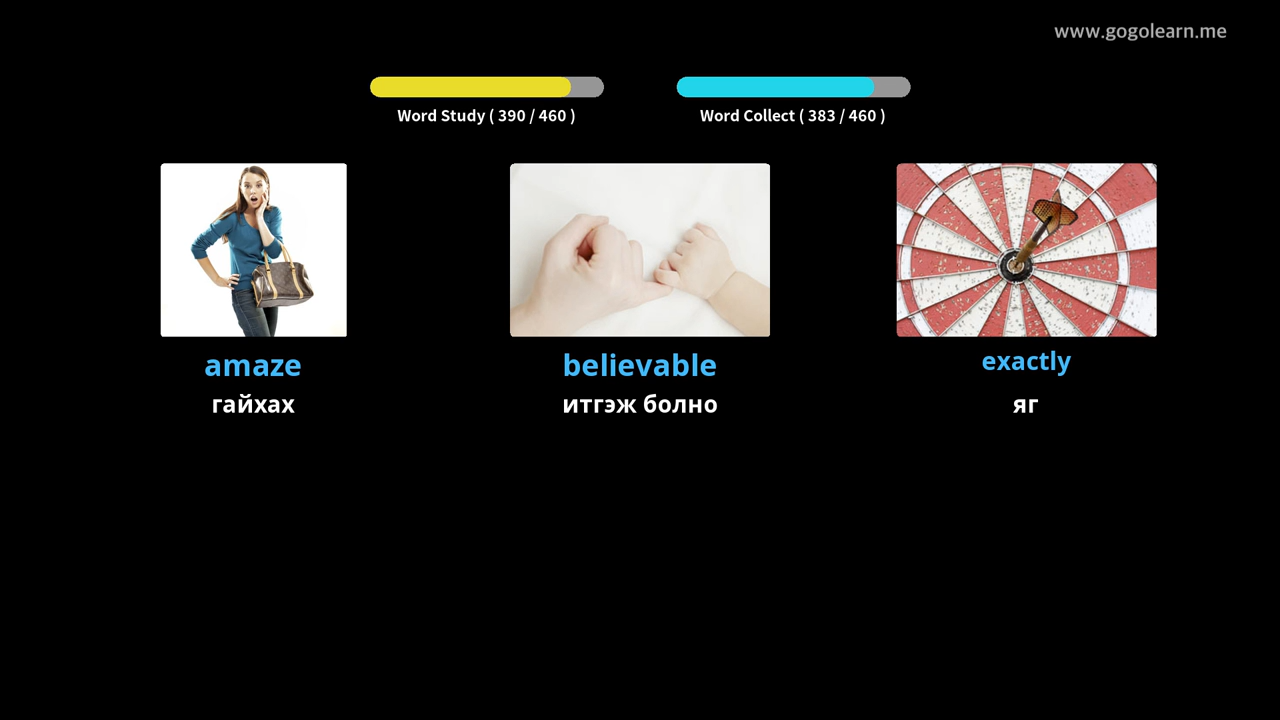 www.gogolearn.me
Word Study ( 390 / 460 )
Word Collect ( 383 / 460 )
amaze
гайхах
believable
итгэж болно
exactly
яг